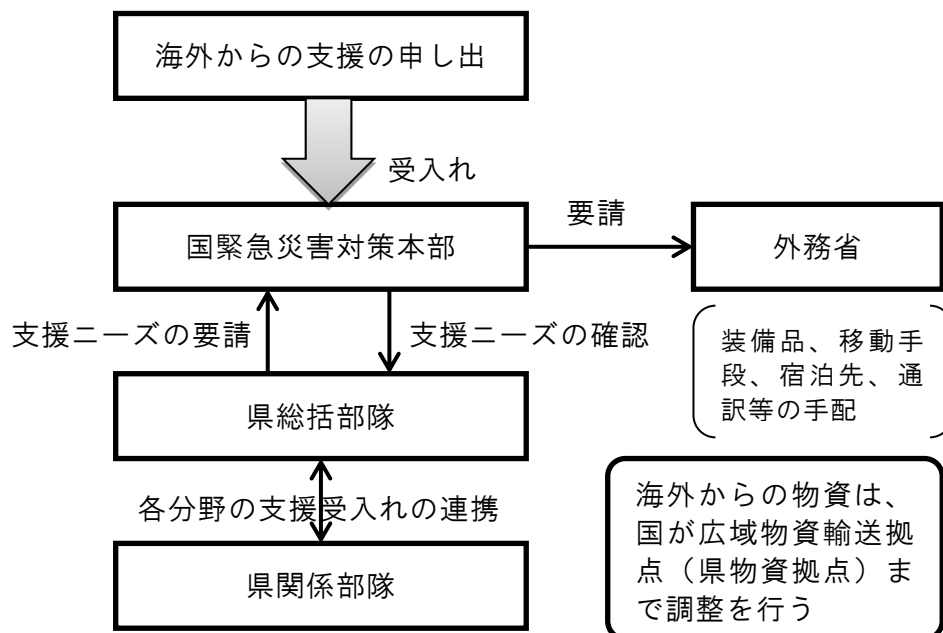 海外からの支援の申し出
受入れ
国緊急災害対策本部
要請
外務省
支援ニーズの要請
支援ニーズの確認
装備品、移動手
段、宿泊先、通
訳等の手配
県総括部隊
各分野の支援受入れの連携
県関係部隊
海外からの物資は、
国が広域物資輸送拠
点（県物資拠点）ま
で調整を行う